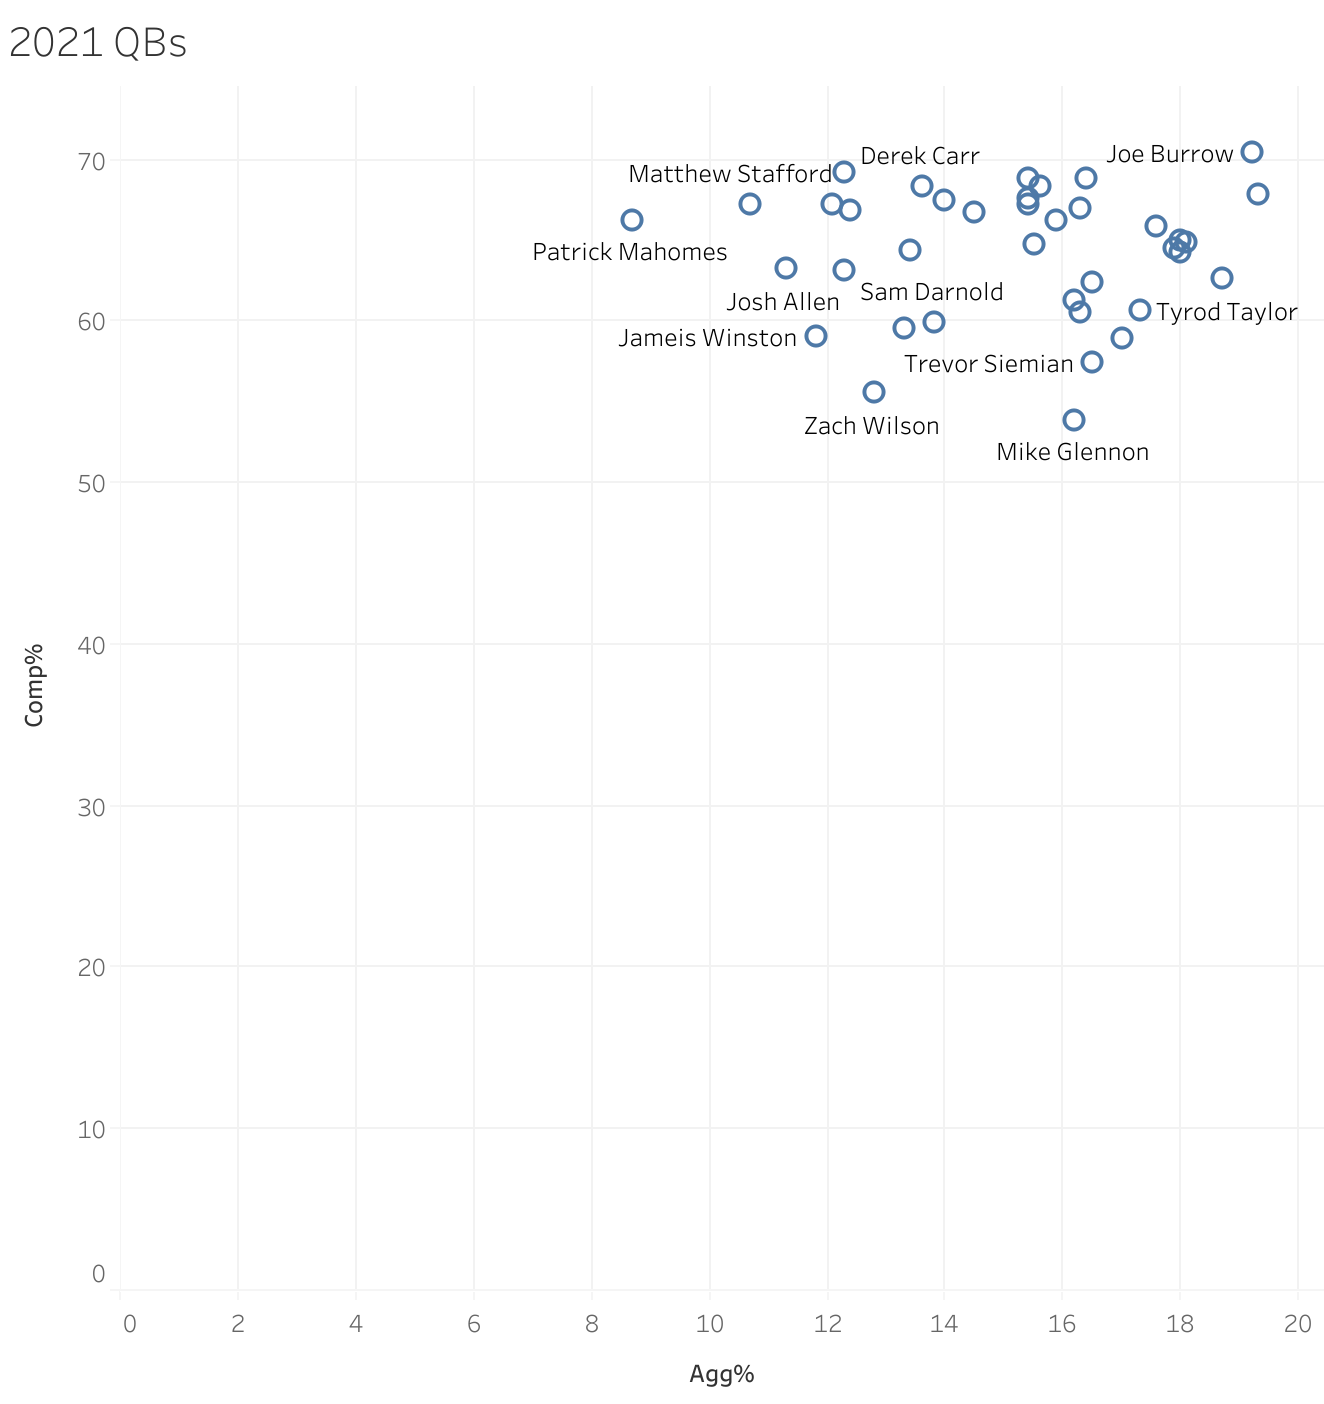 2021 QBs
70
Derek Carr
Joe Burrow
Matthew Stafford
Patrick Mahomes
Josh Allen
Sam Darnold
60
Tyrod Taylor
Jameis Winston
Trevor Siemian
Zach Wilson
Mike Glennon
50
40
Comp%
30
20
10
0
0 2 4 6 8 10 12 14 16 18 20
Agg%